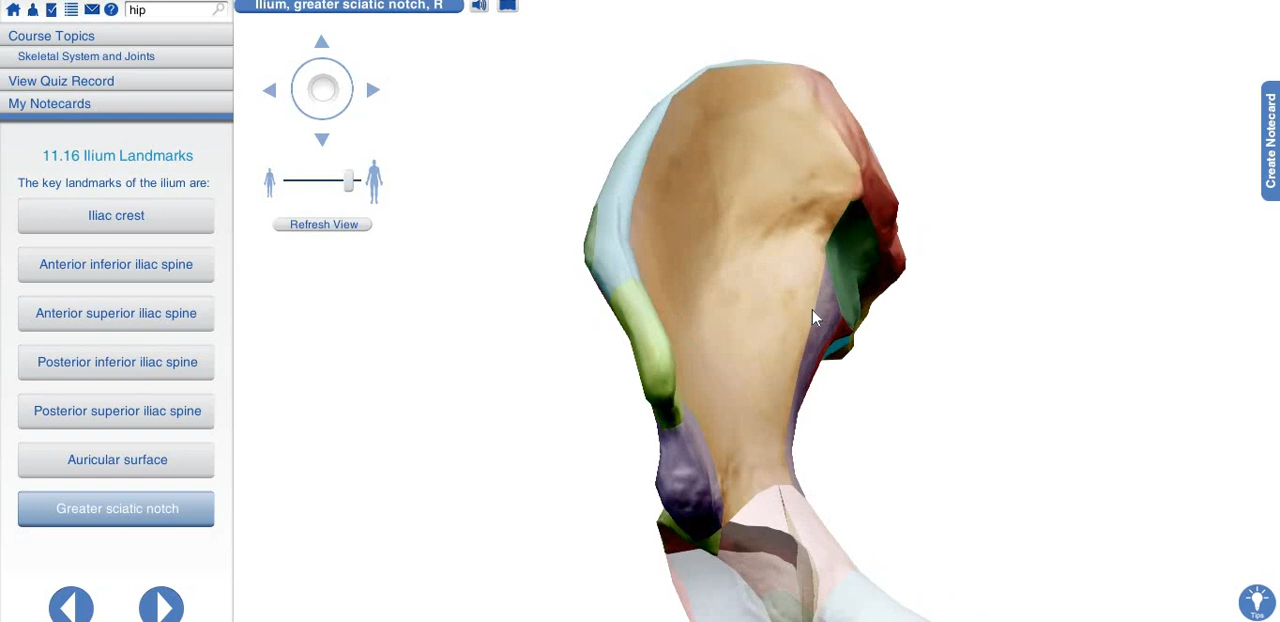 hip
Ilium, greater sciatic notch, R
Course Topics
Skeletal System and Joints
View Quiz Record
My Notecards
11.16 Ilium Landmarks
The key landmarks of the ilium are:
Iliac crest
Anterior inferior iliac spine
Anterior superior iliac spine
Posterior inferior iliac spine
Posterior superior iliac spine
Auricular surface
Greater sciatic notch
Refresh View
Create Notecard
Tips